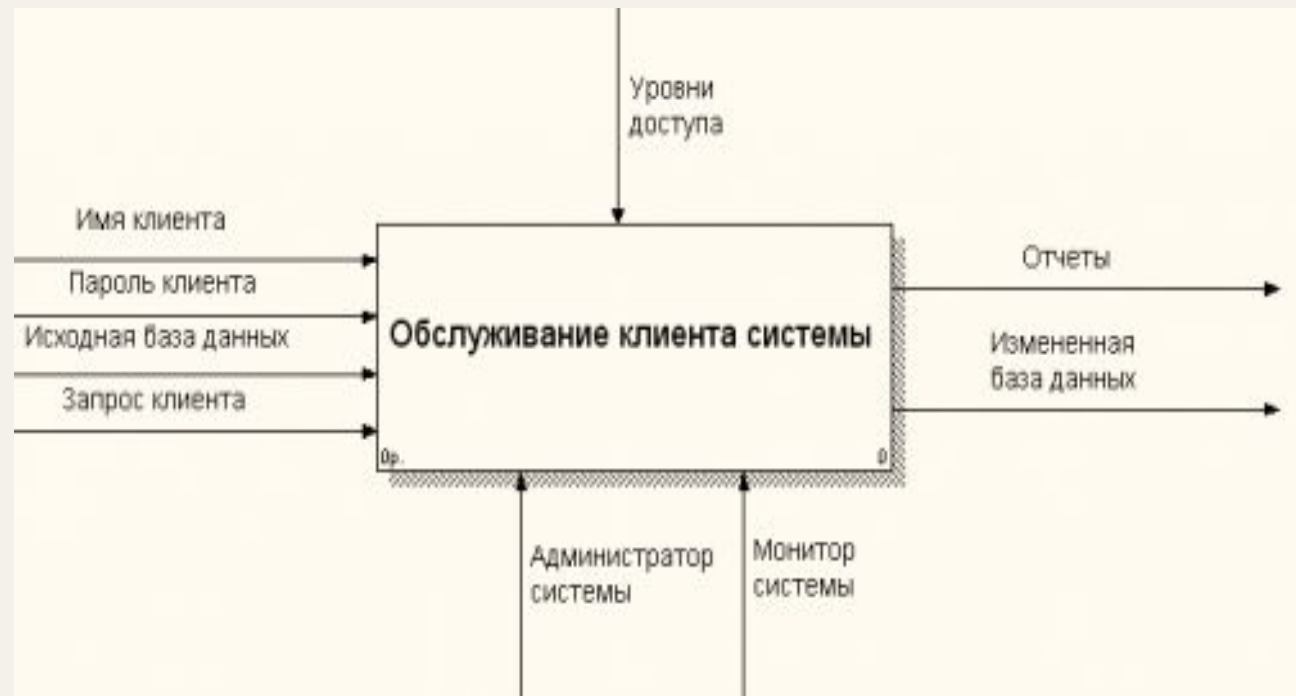 Уровни
доступа
Имя клиента
Пароль клиента
Исходная база данных
Запрос клиента
Обслуживание клиента системы
0р.
0
Отчеты
Измененная
база данных
Администратор
системы
Монитор
системы